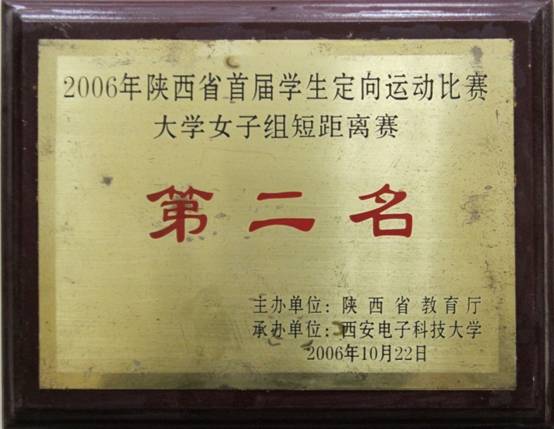 2006年陕西省首届学生定向运动比赛
大学女子组短距离赛
第二名
主办单位：陕西省教育厅
承办单位：西安电子科技大学
2006年10月22日